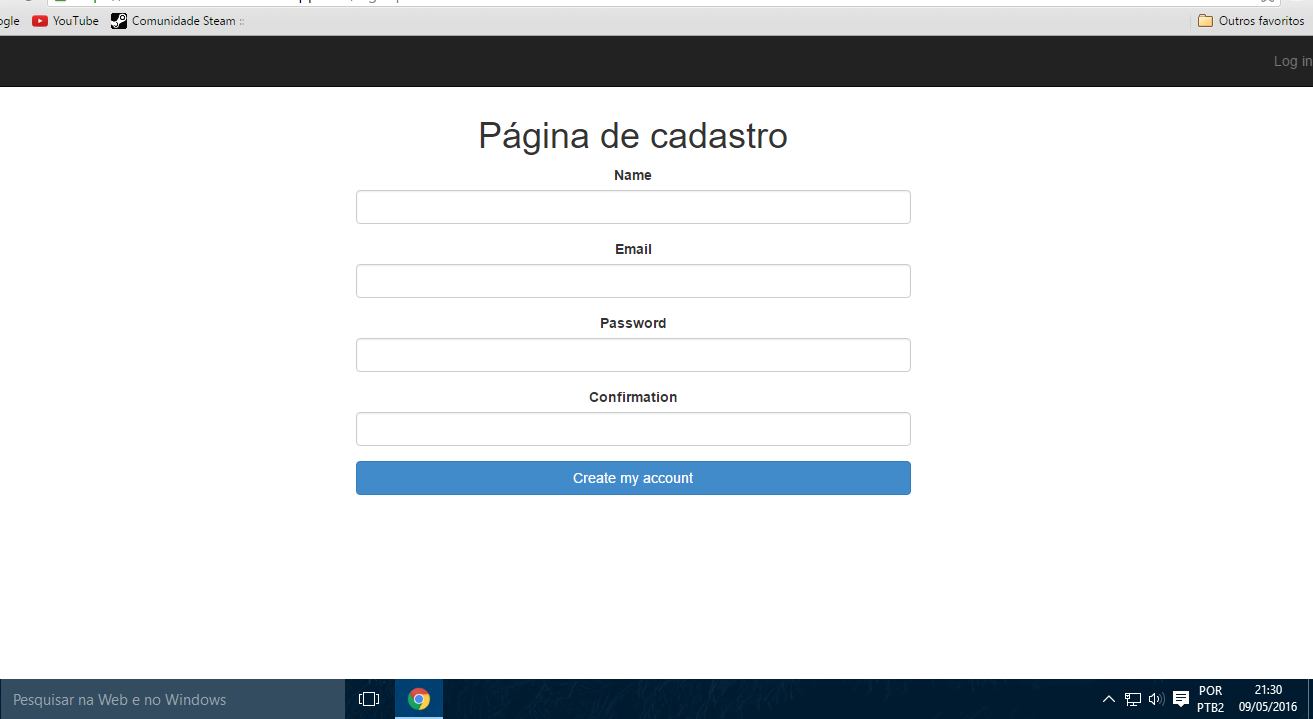 YouTube Comunidade Steam :: Outros favoritos
Log in
Página de cadastro
Name
Email
Password
Confirmation
Create my account
Pesquisar na Web e no Windows
POR 21:30
PTB2 09/05/2016